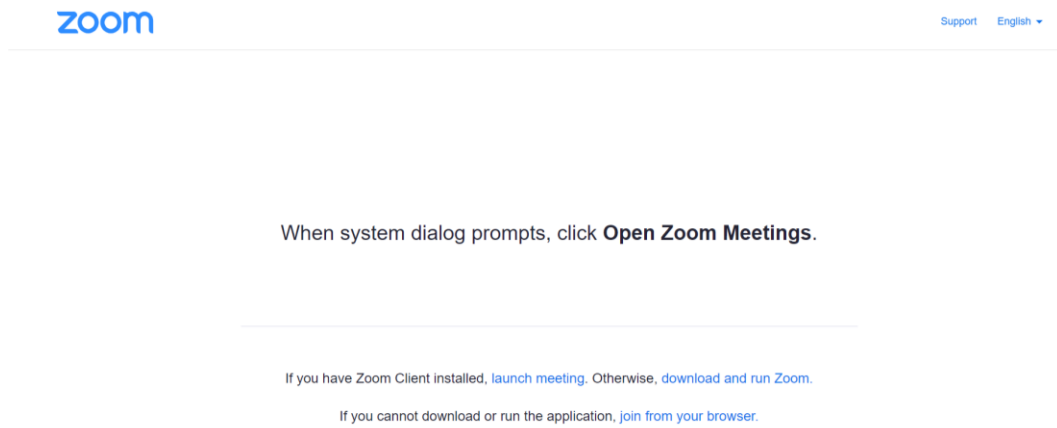 zoom
Support English
When system dialog prompts, click Open Zoom Meetings.
If you have Zoom Client installed, launch meeting. Otherwise, download and run Zoom.
If you cannot download or run the application, join from your browser.